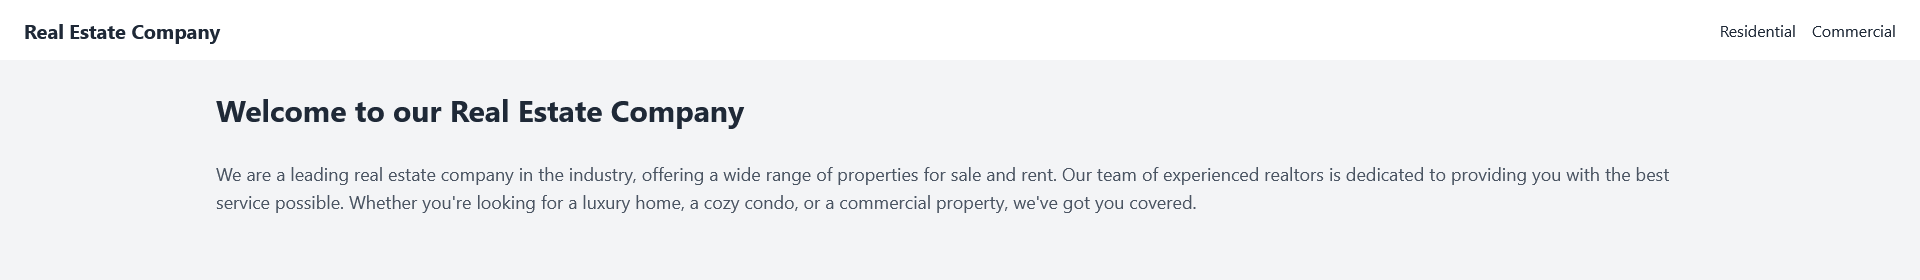 Real Estate Company
Residential Commercial
Welcome to our Real Estate Company
We are a leading real estate company in the industry, offering a wide range of properties for sale and rent. Our team of experienced realtors is dedicated to providing you with the best
service possible. Whether you're looking for a luxury home, a cozy condo, or a commercial property, we've got you covered.